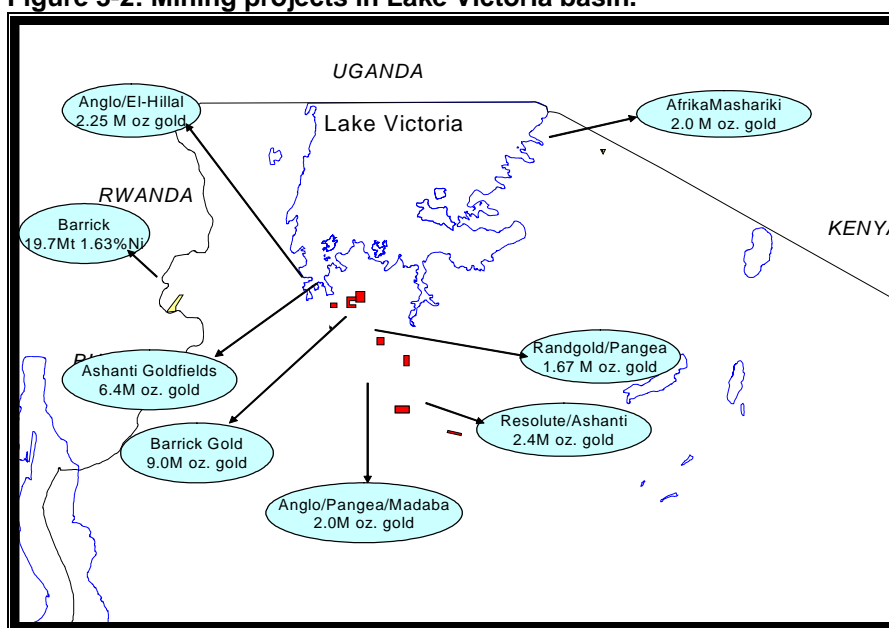 Figure 3-2: Mining projects in Lake Victoria basin.
UGANDA
Anglo/El-Hillal
2.25 M oz gold
Lake Victoria
AfrikaMashariki
2.0 M oz. gold
RWANDA
Barrick
19.7Mt 1.63%Ni
KENYA
Randgold/Pangea
1.67 M oz. gold
Ashanti Goldfields
6.4M oz. gold
Resolute/Ashanti
2.4M oz. gold
Barrick Gold
9.0M oz. gold
Anglo/Pangea/Madaba
2.0M oz. gold